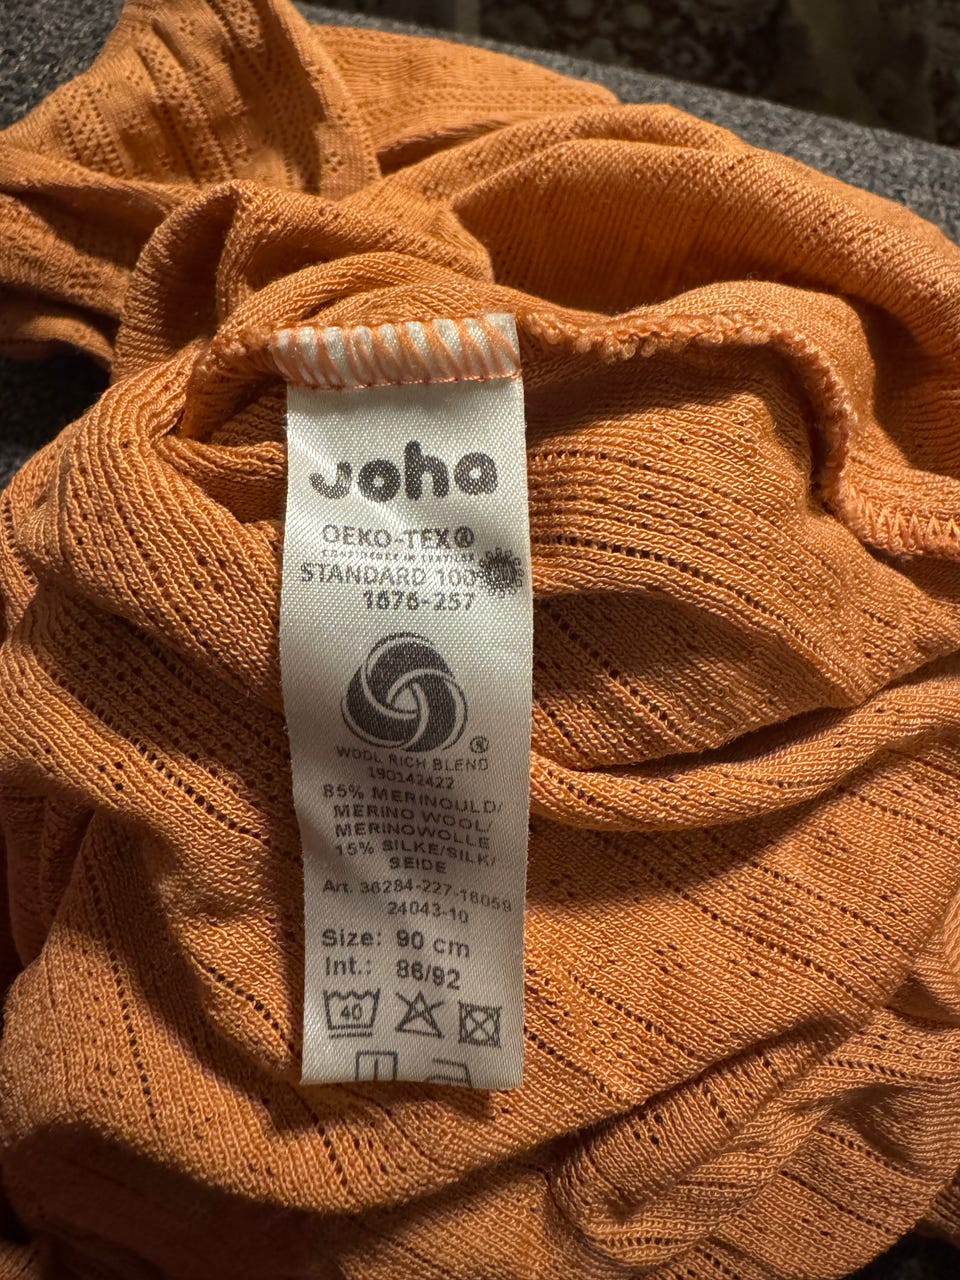 Joha
OEKO-TEX®
CONFIDENCE IN TEXTILES
STANDARD 100
1676-257
®
WOOL RICH BLEND
190142422
85% MERINOULD/
MERINO WOOL/
MERINOWOLLE
15% SILKE/SILK/
SEIDE
Art. 36284-227-16058
24043-10
Size: 90 cm
Int.: 86/92
40